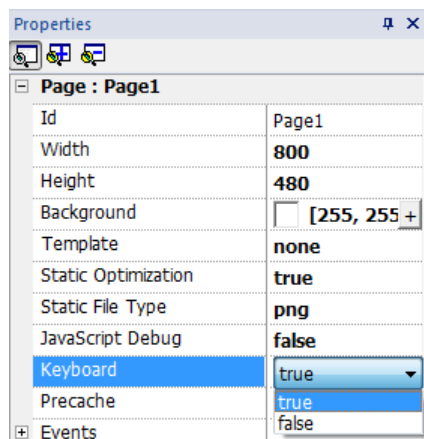 Properties
Page : Page1
Id Page1
Width 800
Height 480
Background [255, 255 +
Template none
Static Optimization true
Static File Type png
JavaScript Debug false
Keyboard true
Precache true
false
Events